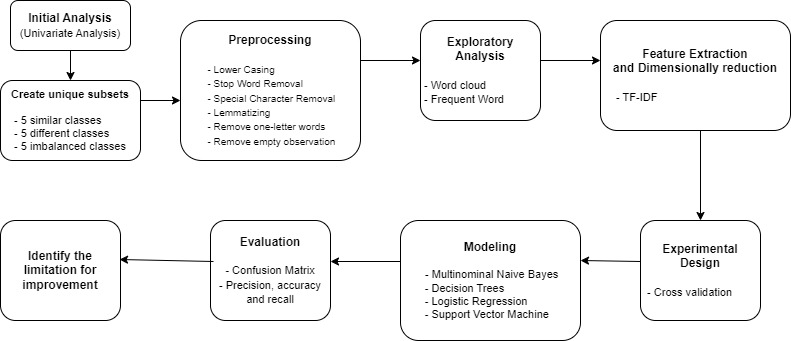 Initial Analysis
(Univariate Analysis)
Create unique subsets
- 5 similar classes
- 5 different classes
- 5 imbalanced classes
Preprocessing
- Lower Casing
- Stop Word Removal
- Special Character Removal
- Lemmatizing
- Remove one-letter words
- Remove empty observation
Exploratory
Analysis
- Word cloud
- Frequent Word
Feature Extraction
and Dimensionally reduction
- TF-IDF
Experimental
Design
- Cross validation
Modeling
- Multinominal Naive Bayes
- Decision Trees
- Logistic Regression
- Support Vector Machine
Evaluation
- Confusion Matrix
- Precision, accuracy
and recall
Identify the
limitation for
improvement